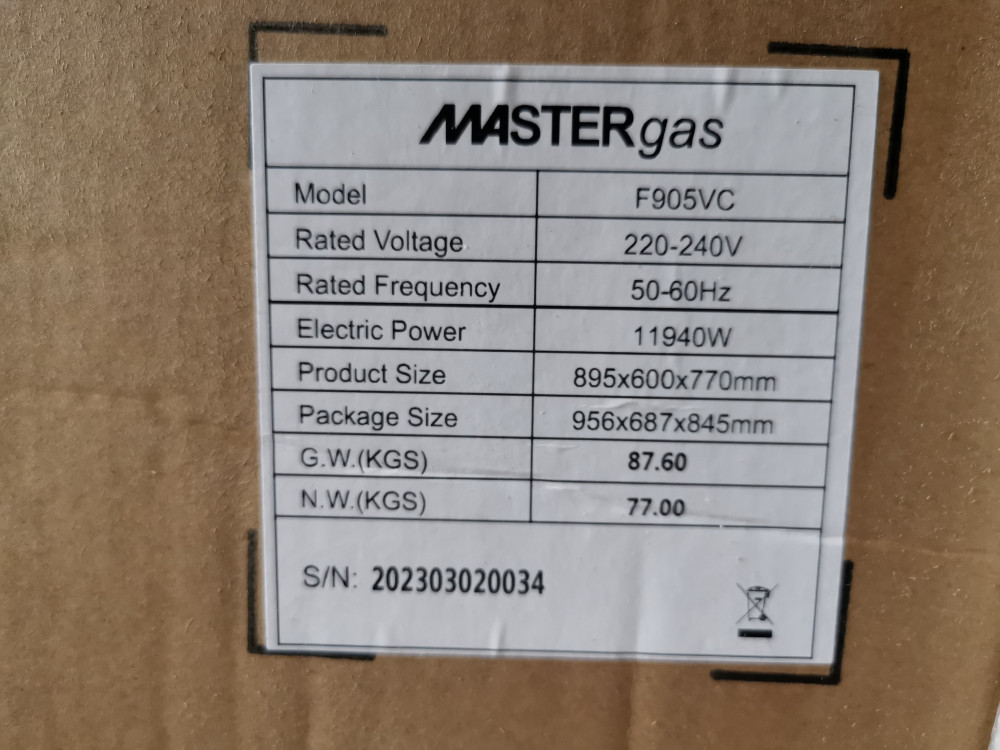 MASTERgas
Model F905VC
Rated Voltage 220-240V
Rated Frequency 50-60Hz
Electric Power 11940W
Product Size 895x600x770mm
Package Size 956x687x845mm
G.W.(KGS) 87.60
N.W.(KGS) 77.00
S/N: 202303020034